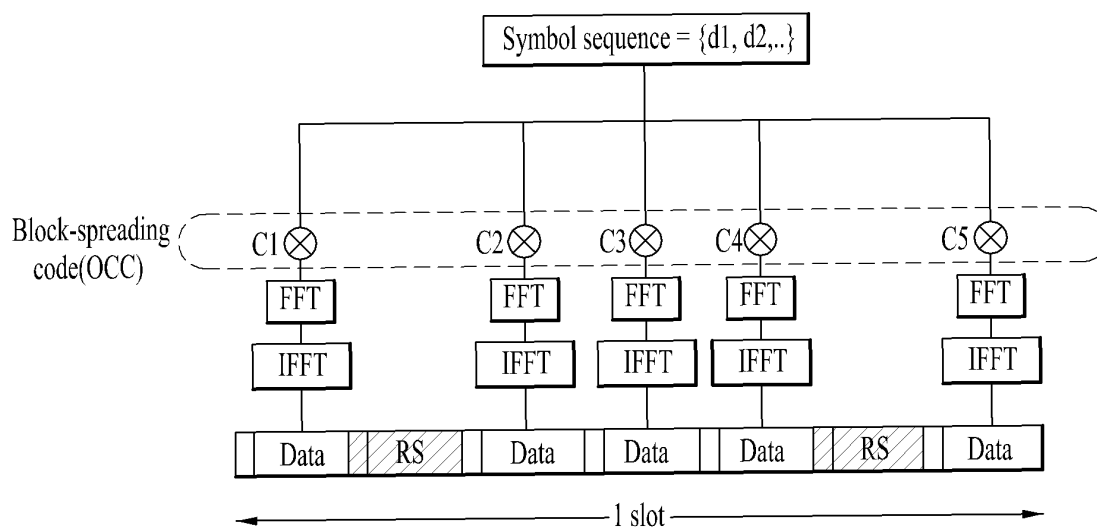 Symbol sequence = {d1, d2,..}
Block-spreading
code(OCC)
C1 C2 C3 C4 C5
FFT FFT FFT FFT FFT
IFFT IFFT IFFT IFFT IFFT
Data RS Data Data Data RS Data
1 slot